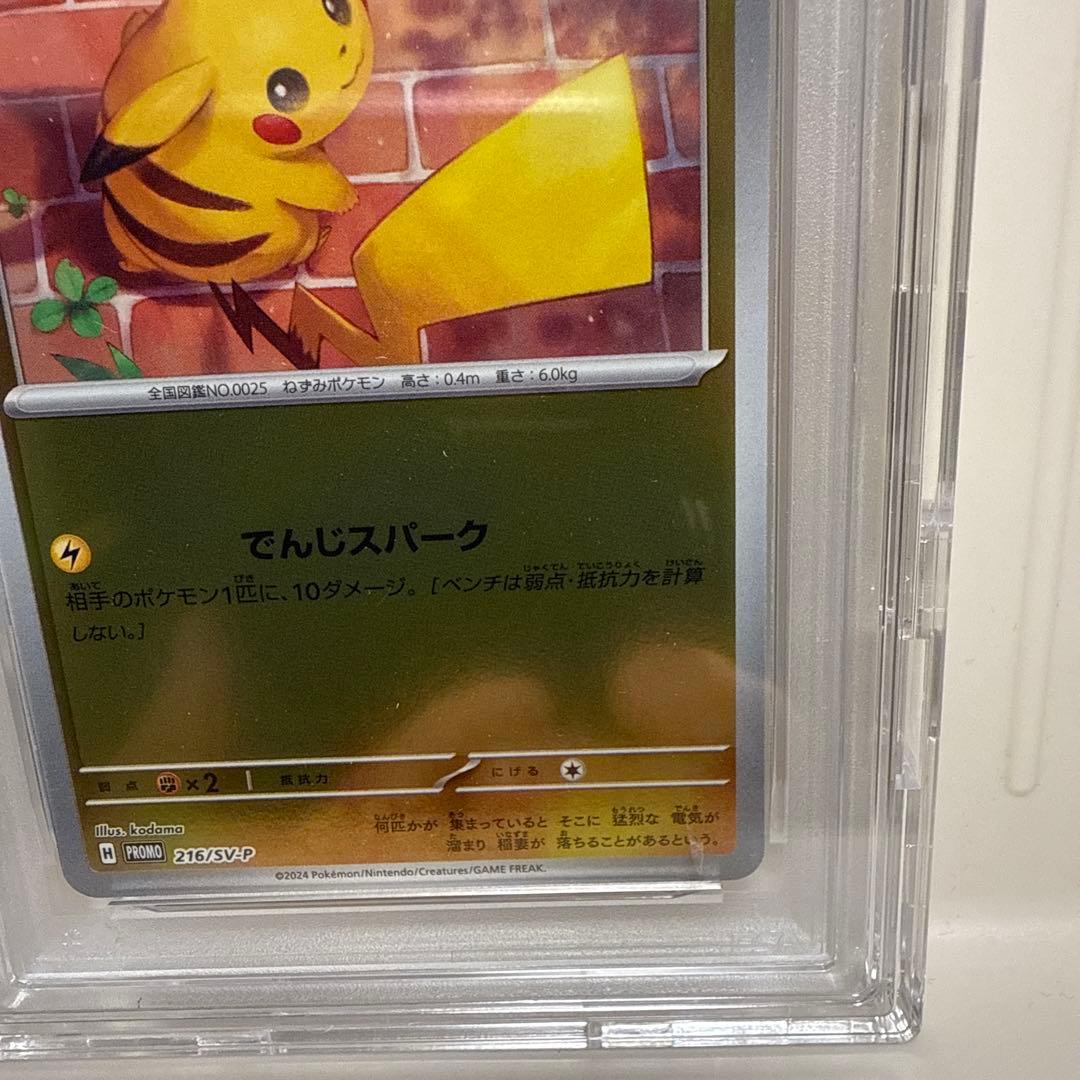 全国図鑑NO.0025 ねずみポケモン 高さ:0.4m 重さ:6.0kg
でんじスパーク
相手のポケモン1匹に、10ダメージ。[ベンチは弱点・抵抗力を計算
しない。]
弱点 ×2 抵抗力 にげる
何匹かが 集まっていると そこに 猛烈な 電気が
溜まり 稲妻が 落ちることがあるという。
Illus. kodama
H PROMO 216/SV-P
©2024 Pokémon/Nintendo/Creatures/GAME FREAK.